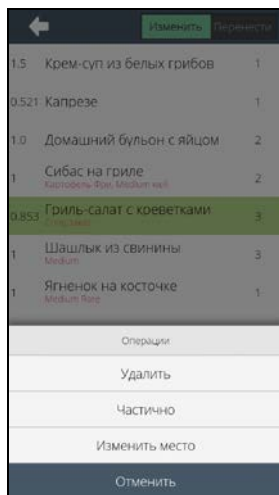 Изменить Перенести
1.5 Крем-суп из белых грибов 1
0.521 Капрезе 1
1.0 Домашний бульон с яйцом 2
1 Сибас на гриле 2
Картофель Фри, Medium well
0.853 Гриль-салат с креветками 3
1 Шашлык из свинины 3
Medium
1 Ягненок на косточке 1
Medium Rare
Операции
Удалить
Частично
Изменить место
Отменить